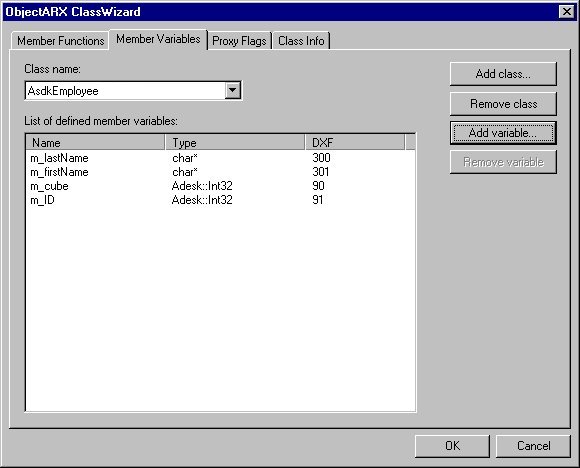 ObjectARX ClassWizard
Member Functions Member Variables Proxy Flags Class Info
Class name:
AsdkEmployee
Add class...
Remove class
List of defined member variables:
Add variable...
Name Type DXF
m_lastName char* 300
Remove variable
m_firstName char* 301
m_cube Adesk::Int32 90
m_ID Adesk::Int32 91
OK Cancel